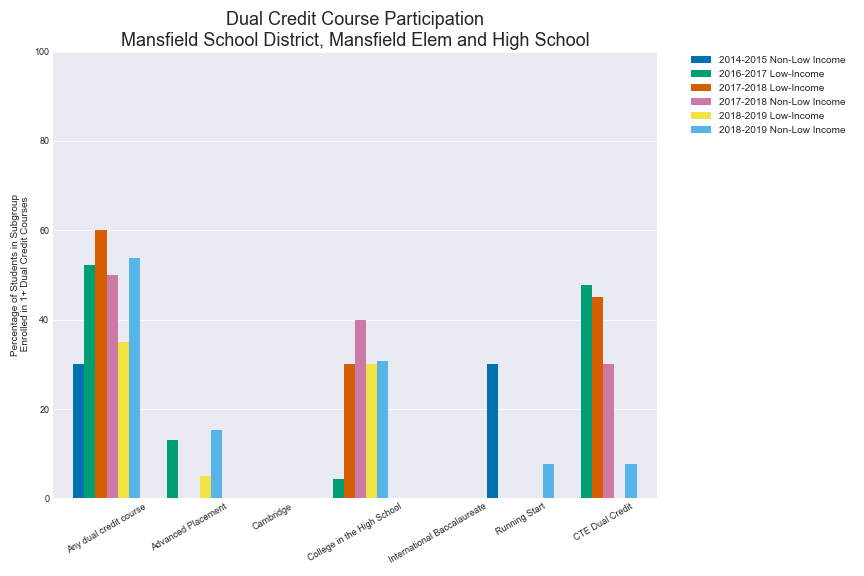 Dual Credit Course Participation
Mansfield School District, Mansfield Elem and High School
2014-2015 Non-Low Income
2016-2017 Low-Income
2017-2018 Low-Income
2017-2018 Non-Low Income
2018-2019 Low-Income
2018-2019 Non-Low Income
Percentage of Students in Subgroup
Enrolled in 1+ Dual Credit Courses
100
80
60
40
20
0
Any dual credit course
Advanced Placement
Cambridge
College in the High School
International Baccalaureate
Running Start
CTE Dual Credit